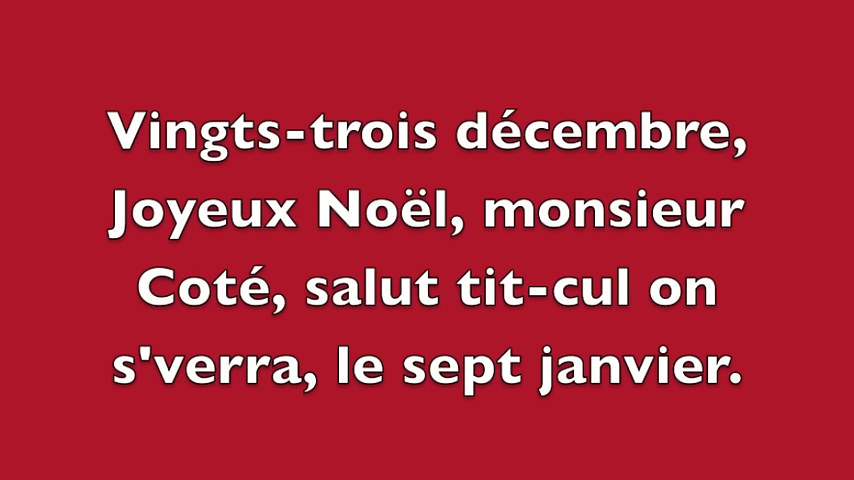 Vingts-trois décembre,
Joyeux Noël, monsieur
Coté, salut tit-cul on
s'verra, le sept janvier.